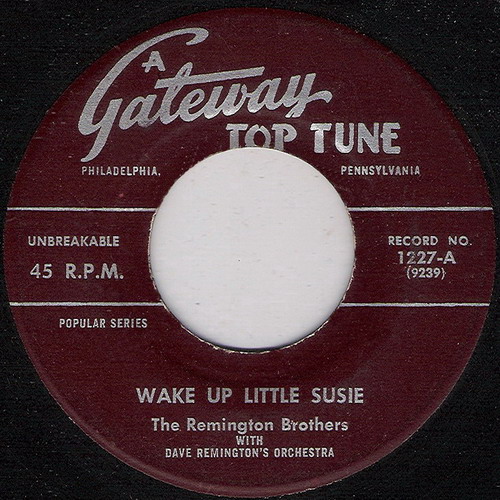 A
Gateway
TOP TUNE
PHILADELPHIA, PENNSYLVANIA
UNBREAKABLE
45 R.P.M.
RECORD NO.
1227-A
(9239)
POPULAR SERIES
WAKE UP LITTLE SUSIE
The Remington Brothers
WITH
DAVE REMINGTON'S ORCHESTRA